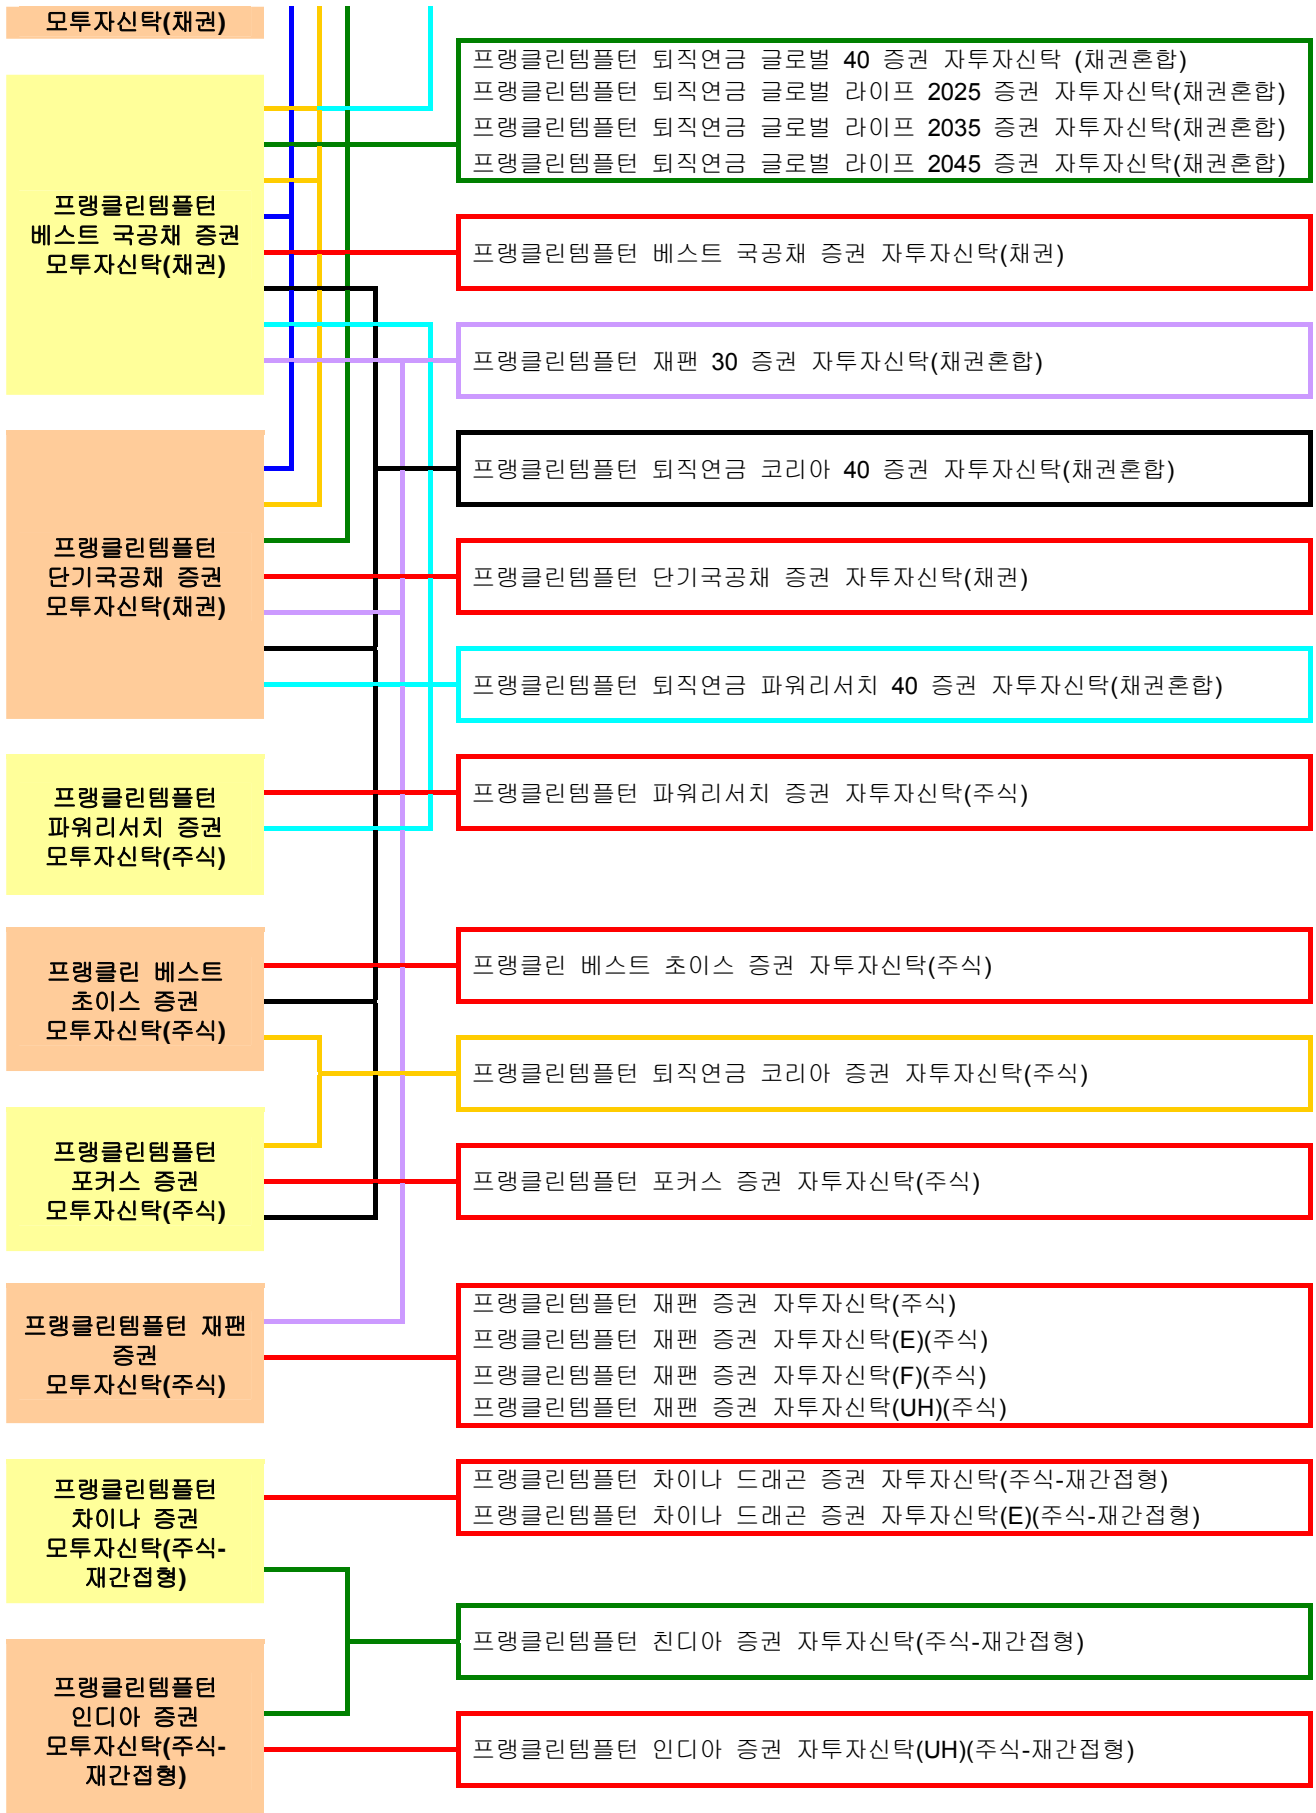 모투자신탁(채권)
프랭클린템플턴 퇴직연금 글로벌 40 증권 자투자신탁 (채권혼합)
프랭클린템플턴 퇴직연금 글로벌 라이프 2025 증권 자투자신탁(채권혼합)
프랭클린템플턴 퇴직연금 글로벌 라이프 2035 증권 자투자신탁(채권혼합)
프랭클린템플턴 퇴직연금 글로벌 라이프 2045 증권 자투자신탁(채권혼합)
프랭클린템플턴
베스트 국공채 증권
모투자신탁(채권)
프랭클린템플턴 베스트 국공채 증권 자투자신탁(채권)
프랭클린템플턴 재팬 30 증권 자투자신탁(채권혼합)
프랭클린템플턴 퇴직연금 코리아 40 증권 자투자신탁(채권혼합)
프랭클린템플턴
단기국공채 증권
모투자신탁(채권)
프랭클린템플턴 단기국공채 증권 자투자신탁(채권)
프랭클린템플턴 퇴직연금 파워리서치 40 증권 자투자신탁(채권혼합)
프랭클린템플턴
파워리서치 증권
모투자신탁(주식)
프랭클린템플턴 파워리서치 증권 자투자신탁(주식)
프랭클린 베스트
초이스 증권
모투자신탁(주식)
프랭클린 베스트 초이스 증권 자투자신탁(주식)
프랭클린템플턴 퇴직연금 코리아 증권 자투자신탁(주식)
프랭클린템플턴
포커스 증권
모투자신탁(주식)
프랭클린템플턴 포커스 증권 자투자신탁(주식)
프랭클린템플턴 재팬
증권
모투자신탁(주식)
프랭클린템플턴 재팬 증권 자투자신탁(주식)
프랭클린템플턴 재팬 증권 자투자신탁(E)(주식)
프랭클린템플턴 재팬 증권 자투자신탁(F)(주식)
프랭클린템플턴 재팬 증권 자투자신탁(UH)(주식)
프랭클린템플턴
차이나 증권
모투자신탁(주식-
재간접형)
프랭클린템플턴 차이나 드래곤 증권 자투자신탁(주식-재간접형)
프랭클린템플턴 차이나 드래곤 증권 자투자신탁(E)(주식-재간접형)
프랭클린템플턴 친디아 증권 자투자신탁(주식-재간접형)
프랭클린템플턴
인디아 증권
모투자신탁(주식-
재간접형)
프랭클린템플턴 인디아 증권 자투자신탁(UH)(주식-재간접형)